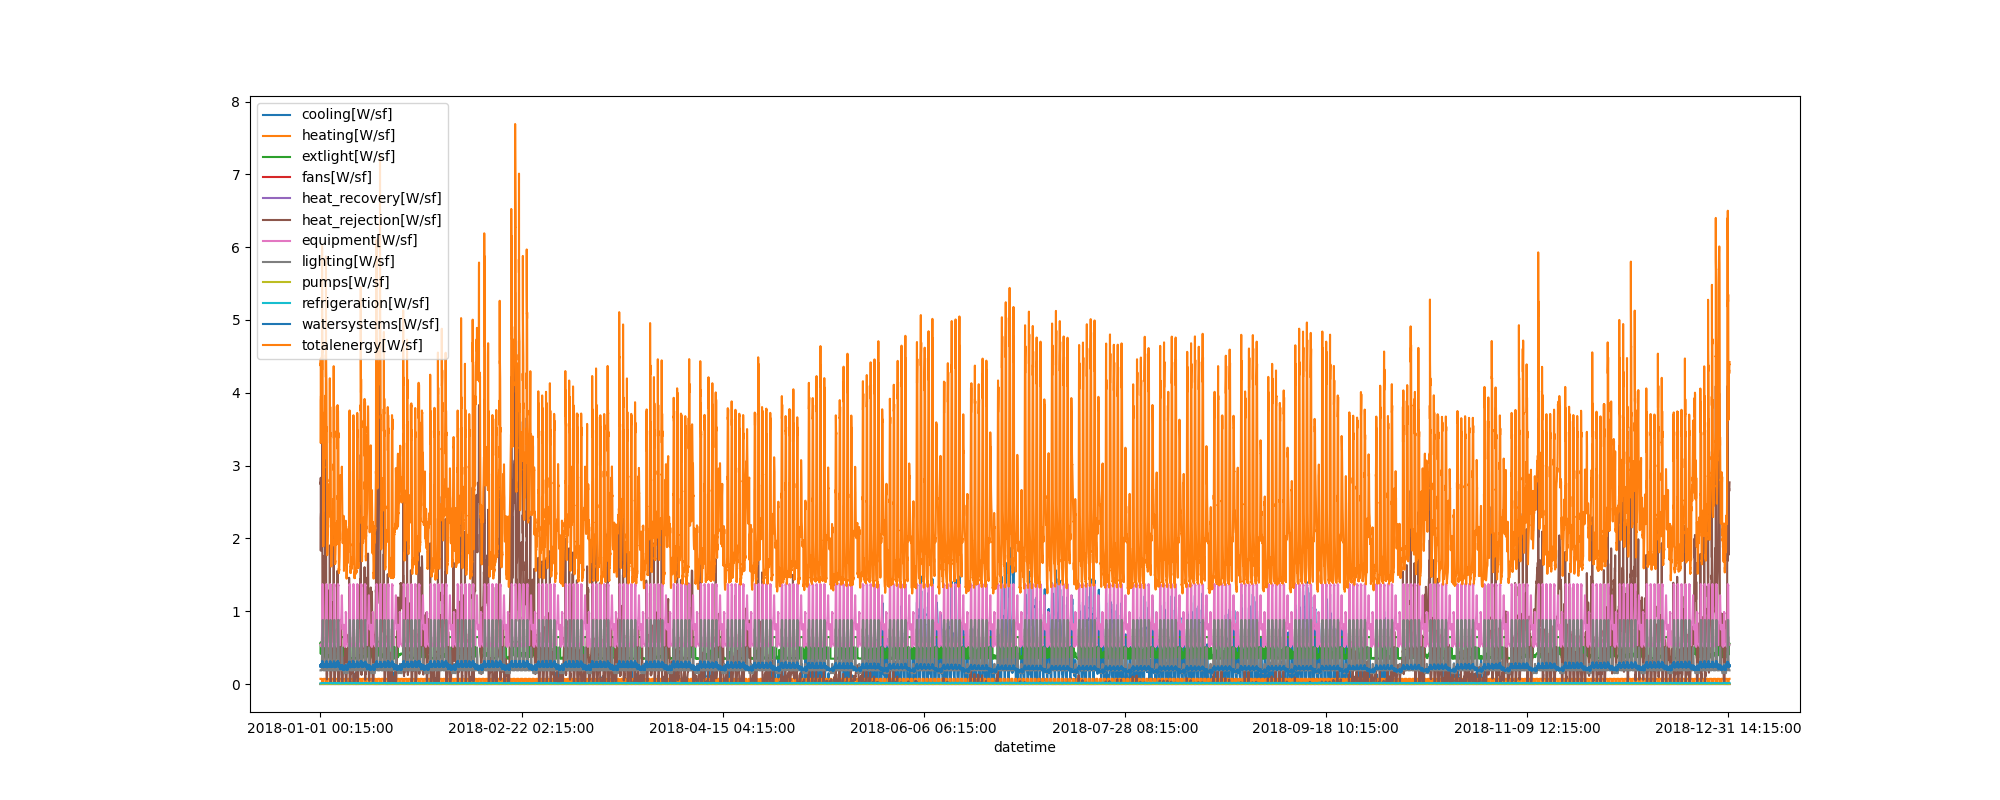 8
7
6
5
4
3
2
1
0
cooling[W/sf]
heating[W/sf]
extlight[W/sf]
fans[W/sf]
heat_recovery[W/sf]
heat_rejection[W/sf]
equipment[W/sf]
lighting[W/sf]
pumps[W/sf]
refrigeration[W/sf]
watersystems[W/sf]
totalenergy[W/sf]
2018-01-01 00:15:00 2018-02-22 02:15:00 2018-04-15 04:15:00 2018-06-06 06:15:00 2018-07-28 08:15:00 2018-09-18 10:15:00 2018-11-09 12:15:00 2018-12-31 14:15:00
datetime